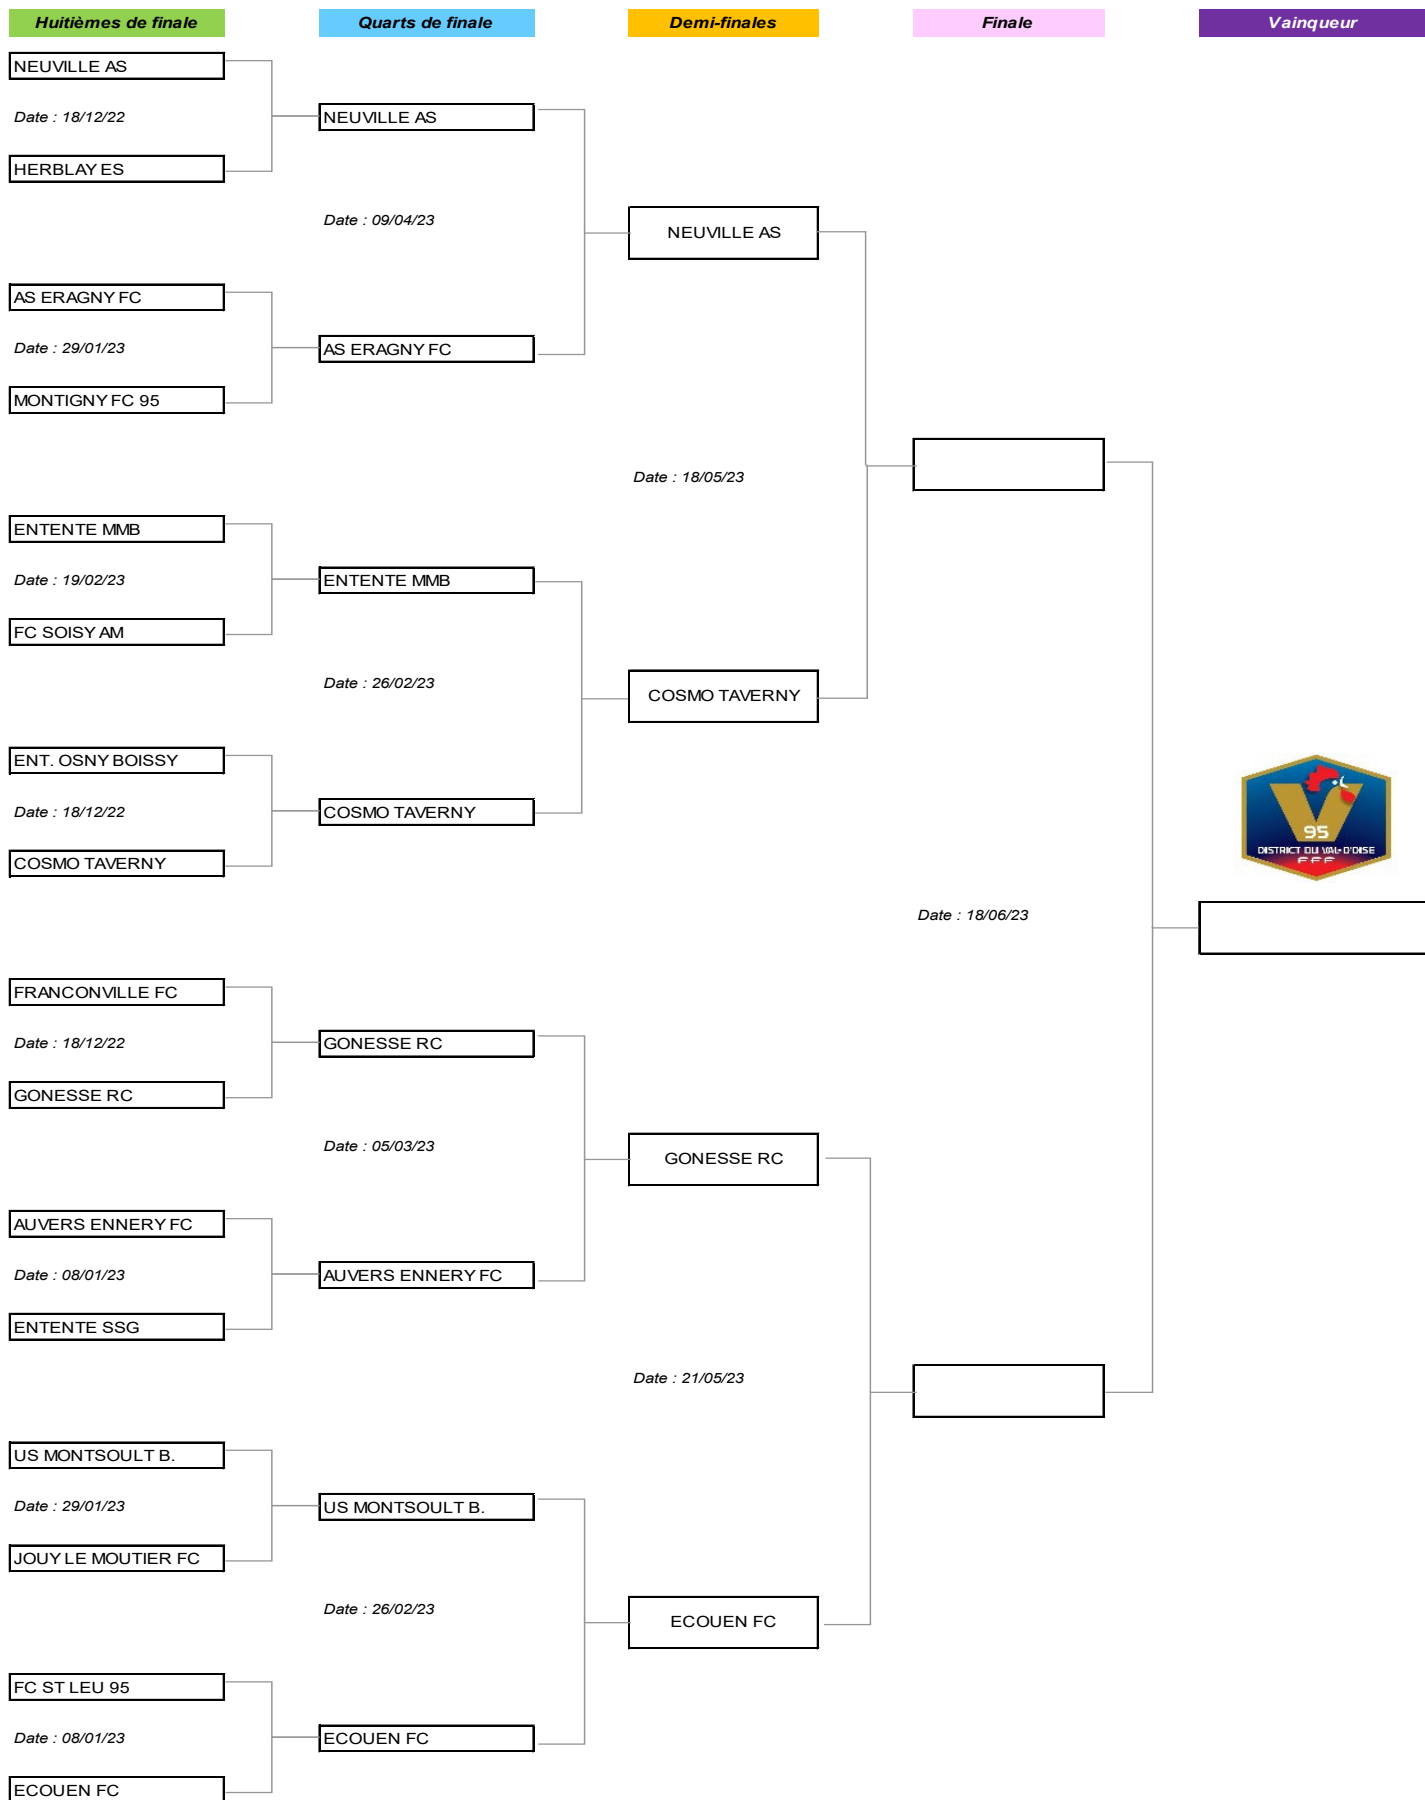 Huitièmes de finale
Quarts de finale
Demi-finales
Finale
Vainqueur
NEUVILLE AS
Date : 18/12/22
NEUVILLE AS
HERBLAY ES
Date : 09/04/23
NEUVILLE AS
AS ERAGNY FC
Date : 29/01/23
AS ERAGNY FC
MONTIGNY FC 95
Date : 18/05/23
ENTENTE MMB
Date : 19/02/23
ENTENTE MMB
FC SOISY AM
Date : 26/02/23
COSMO TAVERNY
ENT. OSNY BOISSY
Date : 18/12/22
COSMO TAVERNY
COSMO TAVERNY
95
DISTRICT DU VAL-D'OISE
FFF
Date : 18/06/23
FRANCONVILLE FC
Date : 18/12/22
GONESSE RC
GONESSE RC
Date : 05/03/23
GONESSE RC
AUVERS ENNERY FC
Date : 08/01/23
AUVERS ENNERY FC
ENTENTE SSG
Date : 21/05/23
US MONTSOULT B.
Date : 29/01/23
US MONTSOULT B.
JOUY LE MOUTIER FC
Date : 26/02/23
ECOUEN FC
FC ST LEU 95
Date : 08/01/23
ECOUEN FC
ECOUEN FC